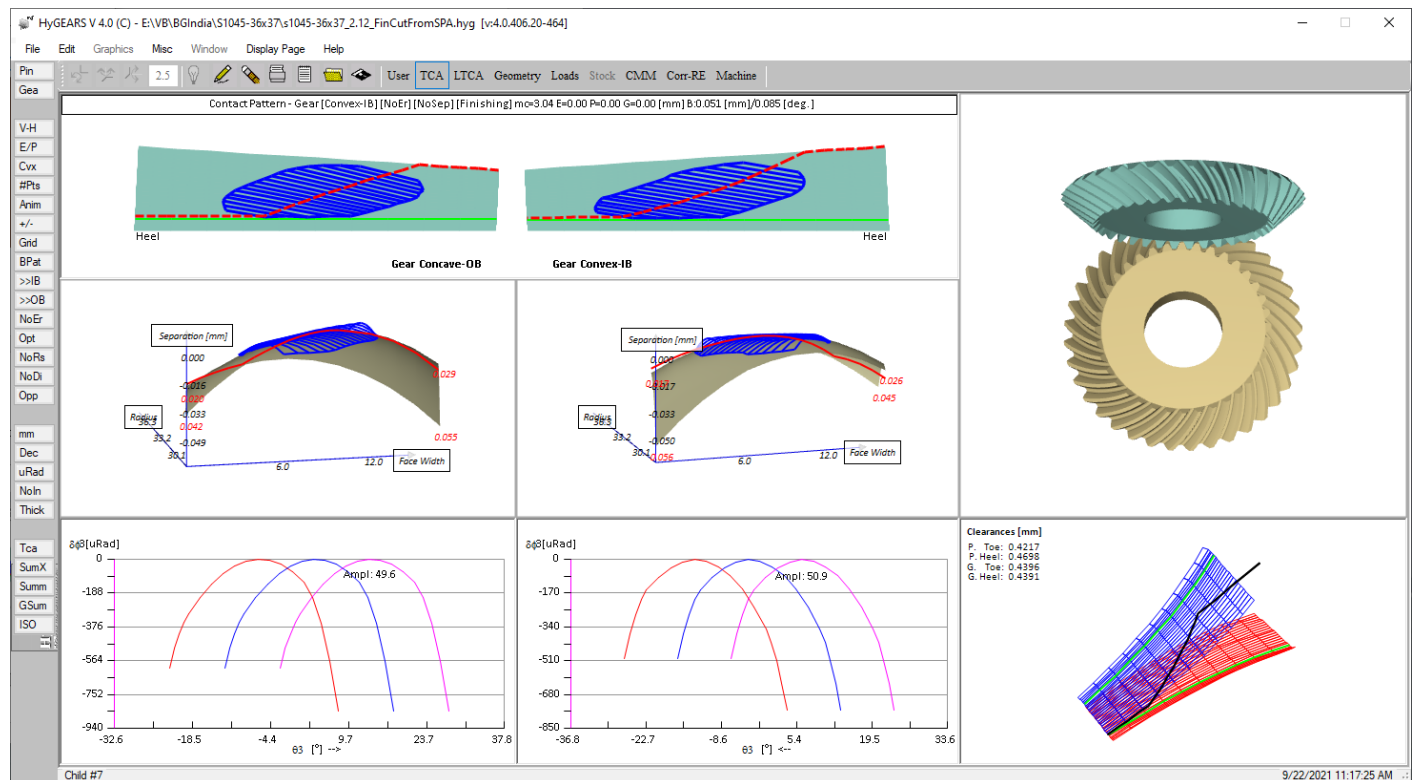 HyGEARS V 4.0 (C) - E:\VB\BGIndia\S1045-36x37\s1045-36x37_2.12_FinCutFromSPA.hyg [v:4.0.406.20-464]
File Edit Graphics Misc Window Display Page Help
Pin
Gea
2.5
User TCA LTCA Geometry Loads Stock CMM Corr-RE Machine
V-H
E/P
Cvx
#Pts
Anim
+/-
Grid
BPat
>>IB
>>OB
NoEr
Opt
NoRs
NoDi
Opp
mm
Dec
uRad
NoIn
Thick
Tca
SumX
Summ
GSum
ISO
Contact Pattern - Gear [Convex-IB] [NoEr] [NoSep] [Finishing] mc=3.04 E=0.00 P=0.00 G=0.00 [mm] B:0.051 [mm]/0.085 [deg.]
Heel
Heel
Gear Concave-OB Gear Convex-IB
Separation [mm]
0.000
-0.016
0.020
-0.033
0.042
-0.049
Radius
36.3
33.2
30.1
6.0
12.0
Face Width
0.029
0.055
Separation [mm]
0.000
-0.017
-0.033
-0.050
0.056
Radius
36.3
33.2
30.1
6.0
12.0
Face Width
0.026
0.045
δϕ3[uRad]
0
-188
-376
-564
-752
-940
Ampl: 49.6
-32.6 -18.5 -4.4 9.7 23.7 37.8
θ3 [°] -->
δϕ3[uRad]
0
-170
-340
-510
-680
-850
Ampl: 50.9
-36.8 -22.7 -8.6 5.4 19.5 33.6
θ3 [°] <--
Clearances [mm]
P. Toe: 0.4217
P. Heel: 0.4698
G. Toe: 0.4396
G. Heel: 0.4391
Child #7
9/22/2021 11:17:25 AM